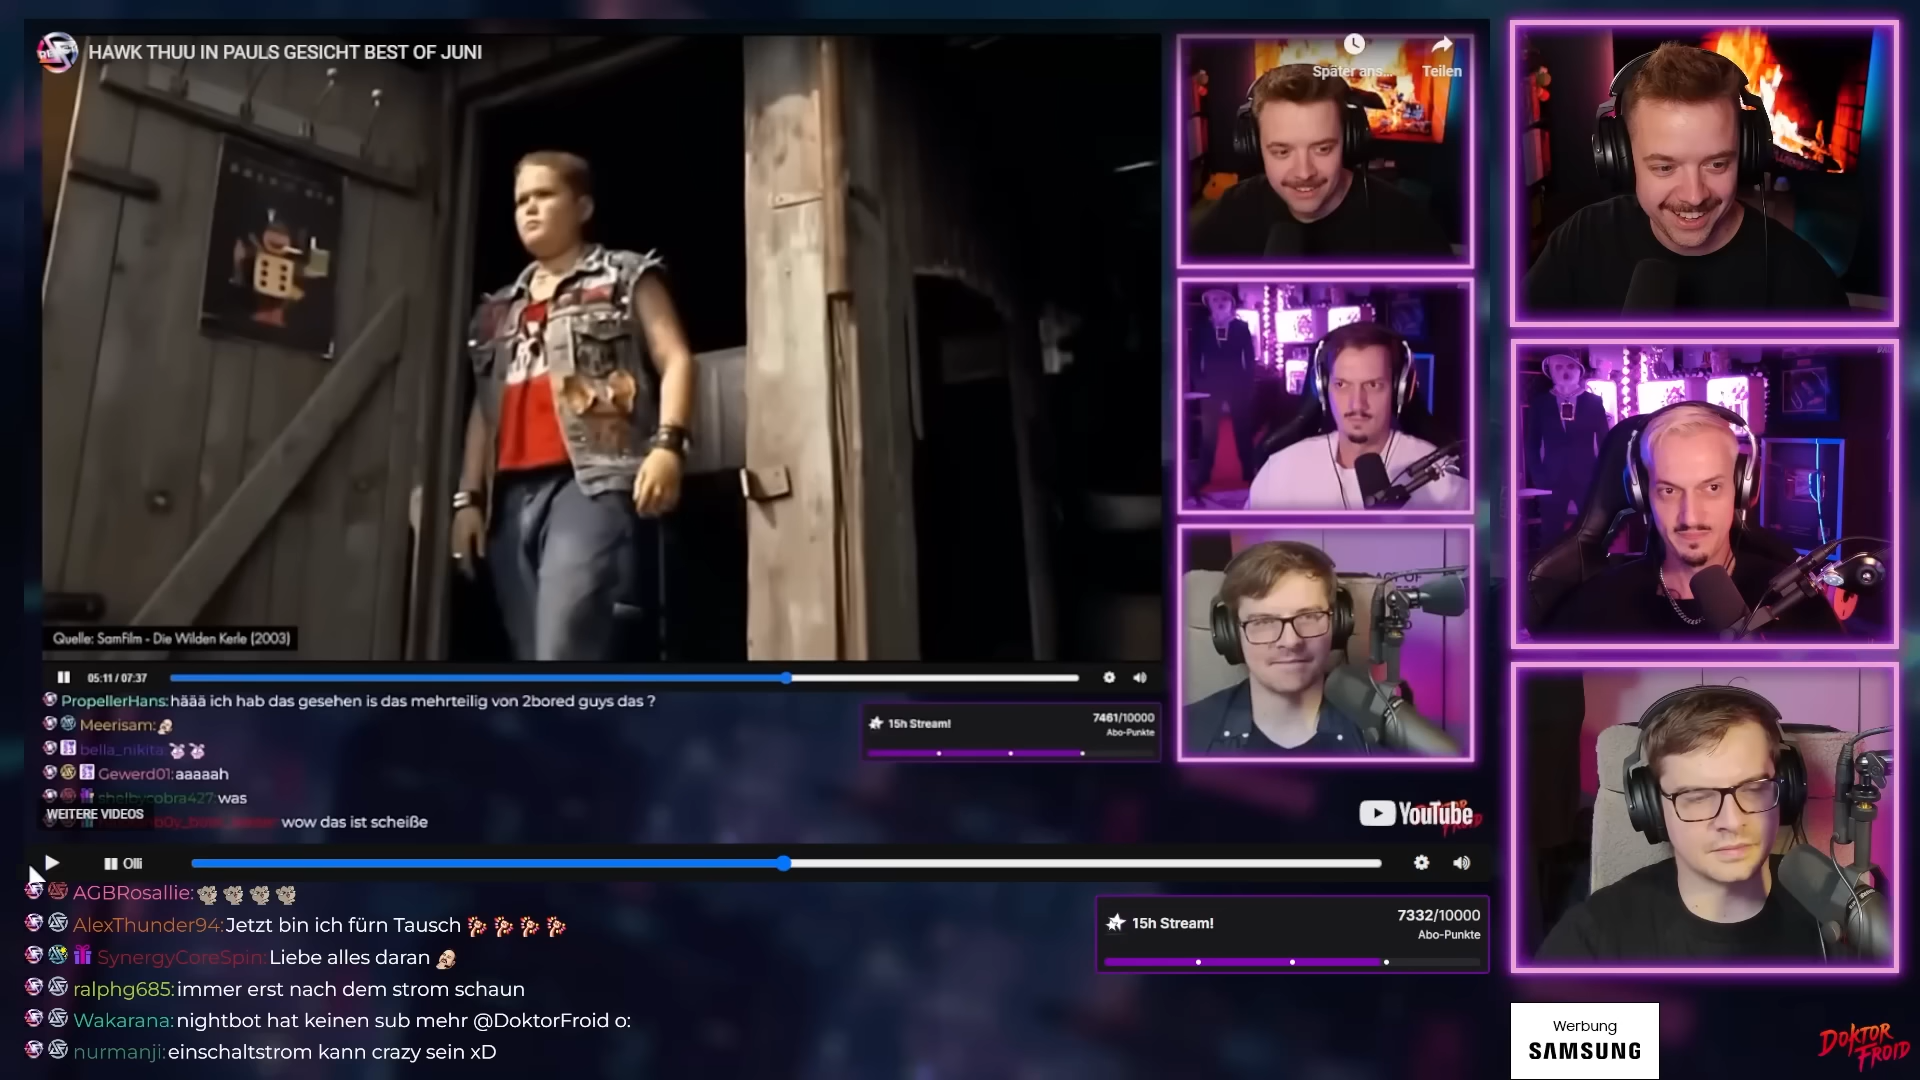 HAWK THUU IN PAULS GESICHT BEST OF JUNI
Später ans...
Teilen
Quelle: SamFilm - Die Wilden Kerle (2003)
05:11 / 07:37
PropellerHans: häää ich hab das gesehen is das mehrteilig von 2bored guys das ?
Meerisam:
bella_nikita:
Gewerd01: aaaaah
shelbycobra427: was
WEITERE VIDEOS
wow das ist scheiße
15h Stream!
7461/10000
Abo-Punkte
YouTube
Olli
AGBRosallie:
AlexThunder94: Jetzt bin ich fürn Tausch
SynergyCoreSpin: Liebe alles daran
ralphg685: immer erst nach dem strom schaun
Wakarana: nightbot hat keinen sub mehr @DoktorFroid o:
nurmanji: einschaltstrom kann crazy sein xD
15h Stream!
7332/10000
Abo-Punkte
Werbung
SAMSUNG
DOKTOR
FROID